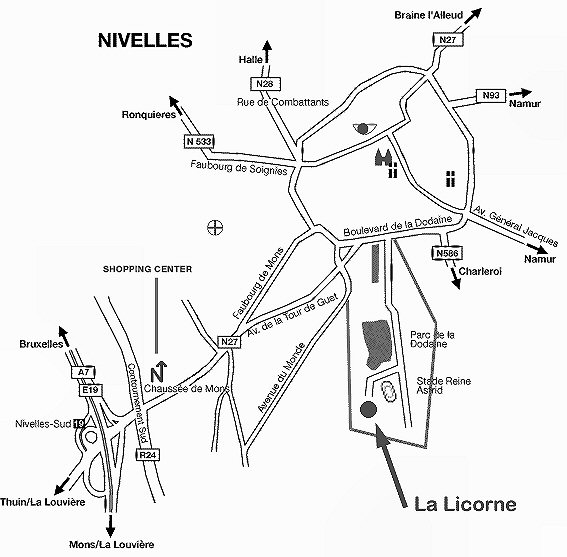 NIVELLES
Braine l'Alleud
N27
Halle
N28
Rue de Combattants
N93
Namur
Ronquieres
N 533
Faubourg de Soignies
Av. Général Jacques
Namur
Boulevard de la Dodaine
N586
Charleroi
SHOPPING CENTER
Faubourg de Mons
Av. de la Tour de Guet
N27
Bruxelles
A7
E19
N
Chaussée de Mons
Contournement Sud
Avenue du Monde
Parc de la
Dodaine
Stade Reine
Astrid
Nivelles-Sud 19
R24
Thuin/La Louvière
Mons/La Louvière
La Licorne